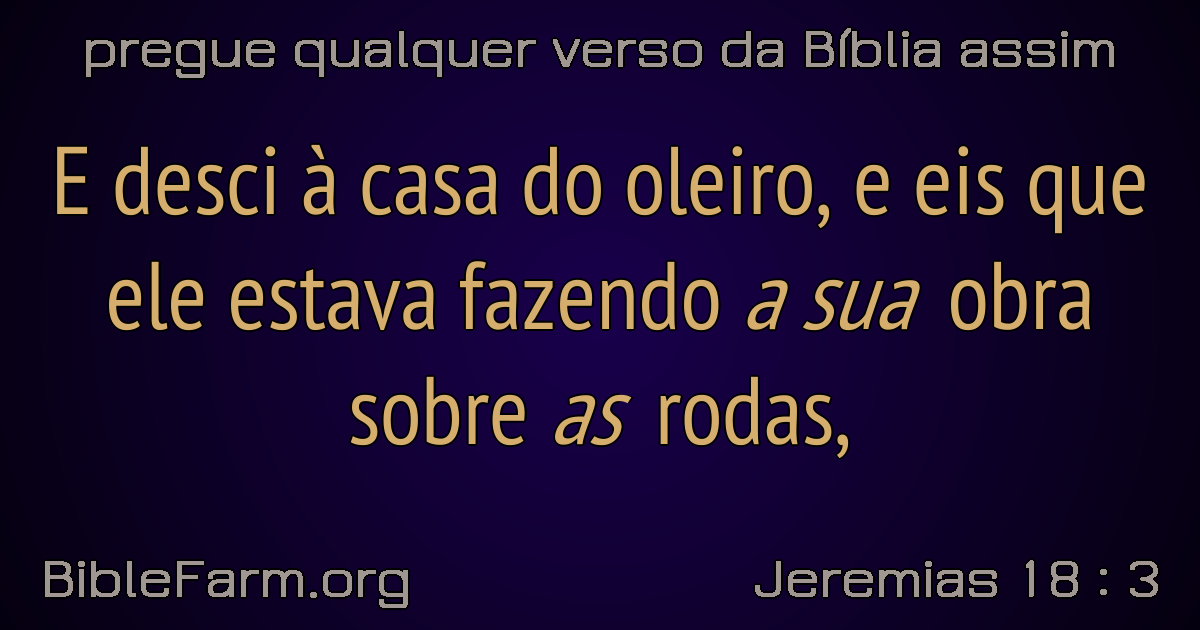 pregue qualquer verso da Bíblia assim
E desci à casa do oleiro, e eis que
ele estava fazendo a sua obra
sobre as rodas,
BibleFarm.org
Jeremias 18 : 3